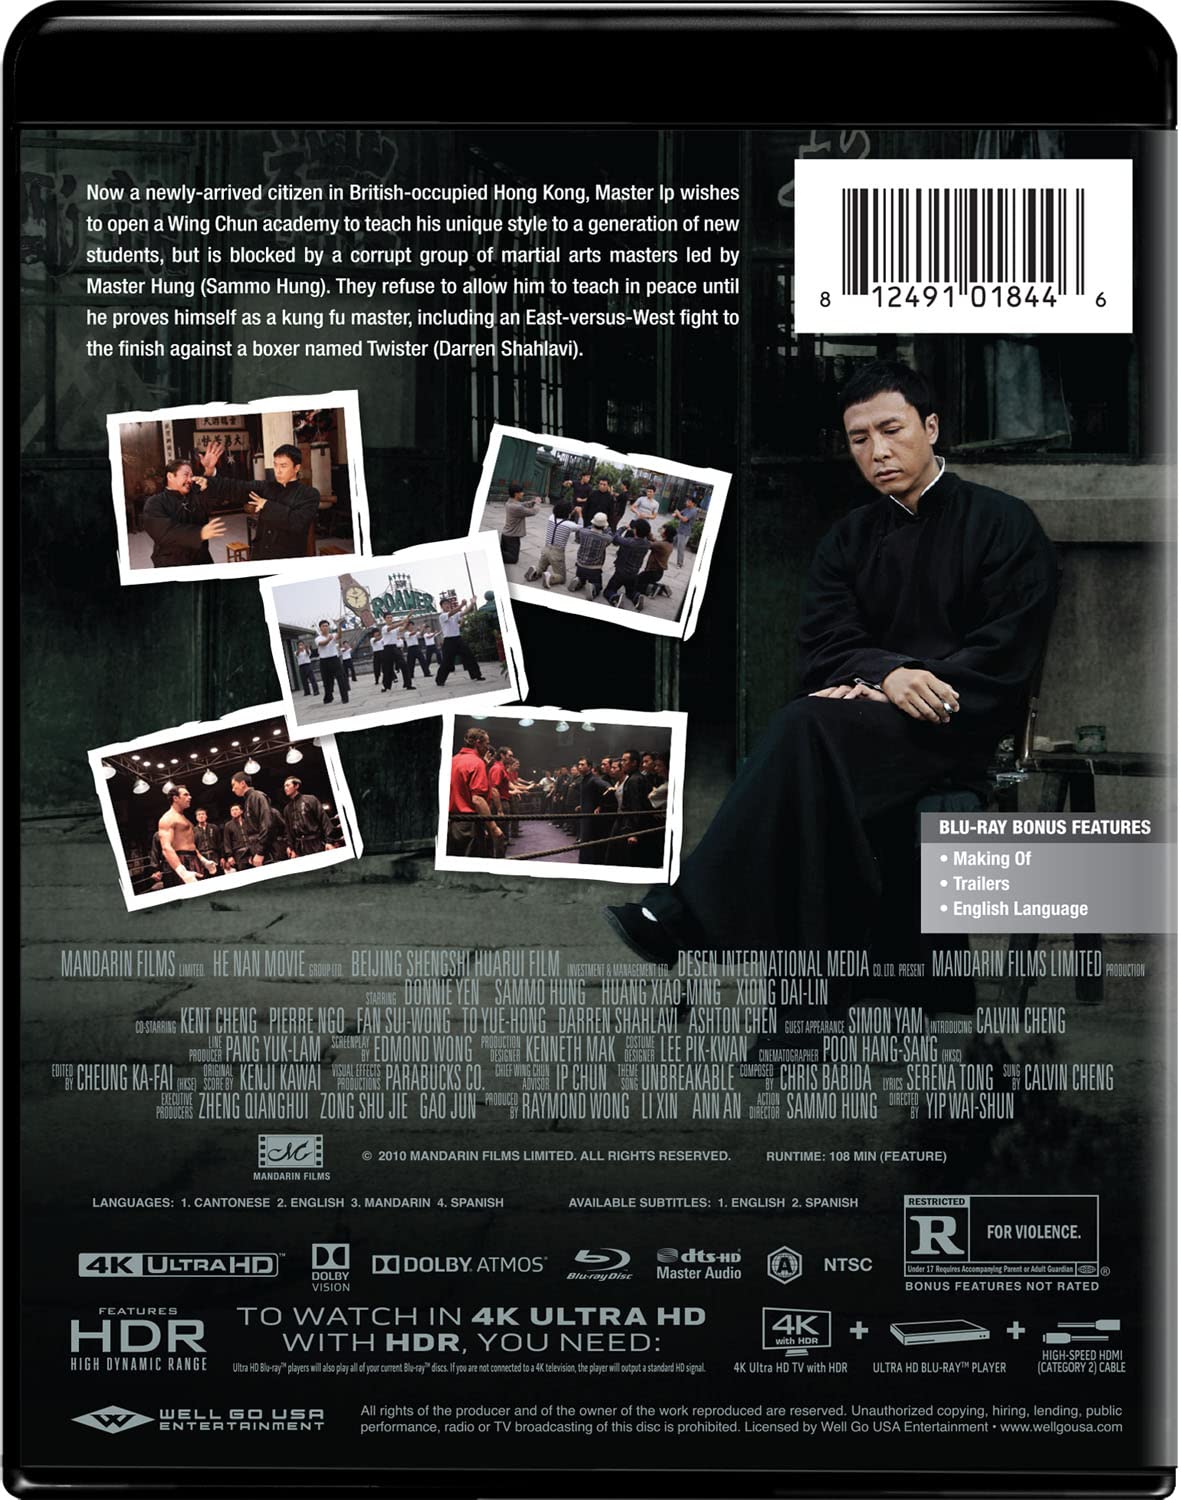 Now a newly-arrived citizen in British-occupied Hong Kong, Master Ip wishes
to open a Wing Chun academy to teach his unique style to a generation of new
students, but is blocked by a corrupt group of martial arts masters led by
Master Hung (Sammo Hung). They refuse to allow him to teach in peace until
he proves himself as a kung fu master, including an East-versus-West fight to
the finish against a boxer named Twister (Darren Shahlavi).
8 12491 01844 6
ROAMER
BLU-RAY BONUS FEATURES
• Making Of
• Trailers
• English Language
MANDARIN FILMS LIMITED HE NAN MOVIE GROUP LTD. BEIJING SHENGSHI HUARUI FILM INVESTMENT & MANAGEMENT LTD. DESEN INTERNATIONAL MEDIA CO. LTD. PRESENT MANDARIN FILMS LIMITED PRODUCTION
STARRING DONNIE YEN SAMMO HUNG HUANG XIAO-MING XIONG DAI-LIN
CO-STARRING KENT CHENG PIERRE NGO FAN SUI-WONG TO YUE-HONG DARREN SHAHLAVI ASHTON CHEN GUEST APPEARANCE SIMON YAM INTRODUCING CALVIN CHENG
LINE PRODUCER PANG YUK-LAM SCREENPLAY BY EDMOND WONG PRODUCTION DESIGNER KENNETH MAK COSTUME DESIGNER LEE PIK-KWAN CINEMATOGRAPHER POON HANG-SANG (HKSC)
EDITED BY CHEUNG KA-FAI (HKSE) ORIGINAL SCORE BY KENJI KAWAI VISUAL EFFECTS PRODUCTIONS PARABUCKS CO. CHIEF WING CHUN ADVISOR IP CHUN THEME SONG UNBREAKABLE COMPOSED BY CHRIS BABIDA LYRICS SERENA TONG SUNG BY CALVIN CHENG
EXECUTIVE PRODUCERS ZHENG QIANGHUI ZONG SHU JIE GAO JUN PRODUCED BY RAYMOND WONG LI XIN ANN AN ACTION DIRECTOR SAMMO HUNG DIRECTED BY YIP WAI-SHUN
MANDARIN FILMS
© 2010 MANDARIN FILMS LIMITED. ALL RIGHTS RESERVED. RUNTIME: 108 MIN (FEATURE)
LANGUAGES: 1. CANTONESE 2. ENGLISH 3. MANDARIN 4. SPANISH AVAILABLE SUBTITLES: 1. ENGLISH 2. SPANISH
RESTRICTED
R FOR VIOLENCE.
Under 17 Requires Accompanying Parent or Adult Guardian ®
BONUS FEATURES NOT RATED
4K ULTRA HD™ DOLBY VISION DOLBY ATMOS® Blu-ray Disc dts-HD Master Audio A NTSC
FEATURES
HDR
HIGH DYNAMIC RANGE
TO WATCH IN 4K ULTRA HD
WITH HDR, YOU NEED:
Ultra HD Blu-ray™ players will also play all of your current Blu-ray™ discs. If you are not connected to a 4K television, the player will output a standard HD signal.
4K with HDR + +
4K Ultra HD TV with HDR
ULTRA HD BLU-RAY™ PLAYER
HIGH-SPEED HDMI
(CATEGORY 2) CABLE
WELL GO USA
ENTERTAINMENT
All rights of the producer and of the owner of the work reproduced are reserved. Unauthorized copying, hiring, lending, public
performance, radio or TV broadcasting of this disc is prohibited. Licensed by Well Go USA Entertainment • www.wellgousa.com